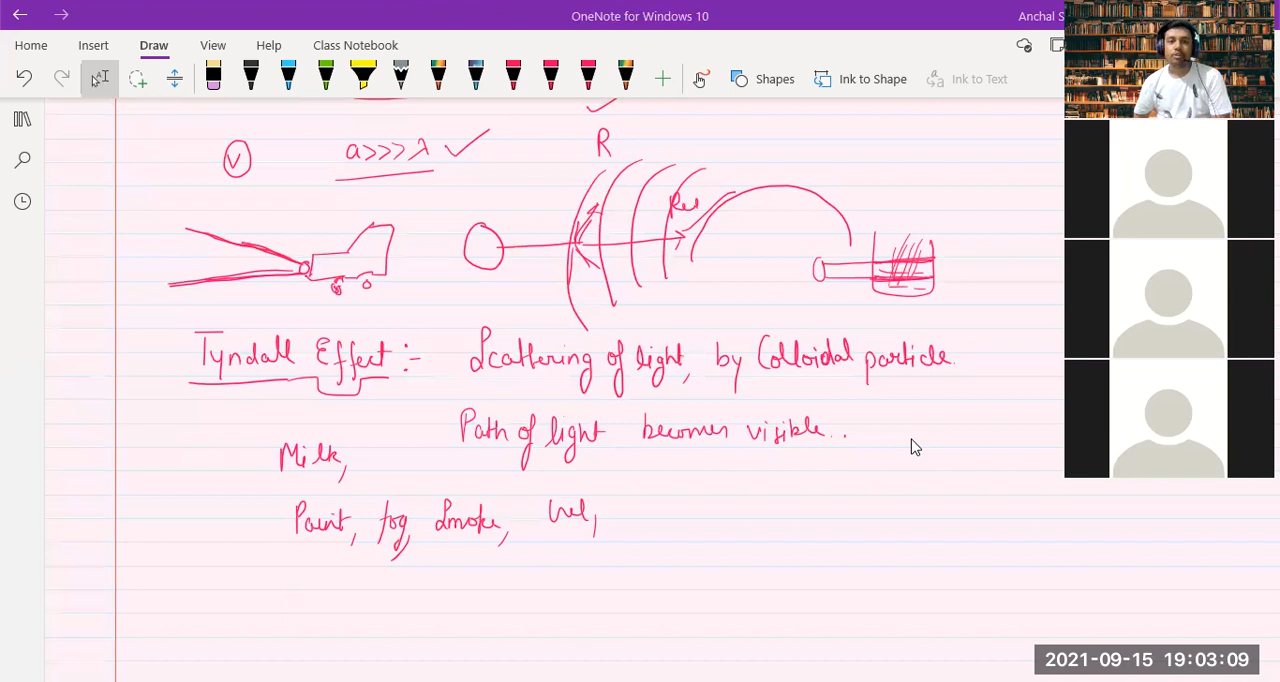 OneNote for Windows 10
Anchal S
Home Insert Draw View Help Class Notebook
Shapes Ink to Shape Ink to Text
R
V a>>>λ
Red
Tyndall Effect :- Scattering of light, by Colloidal particle.
Path of light becomes visible..
Milk,
Paint, fog, Smoke,
2021-09-15 19:03:09